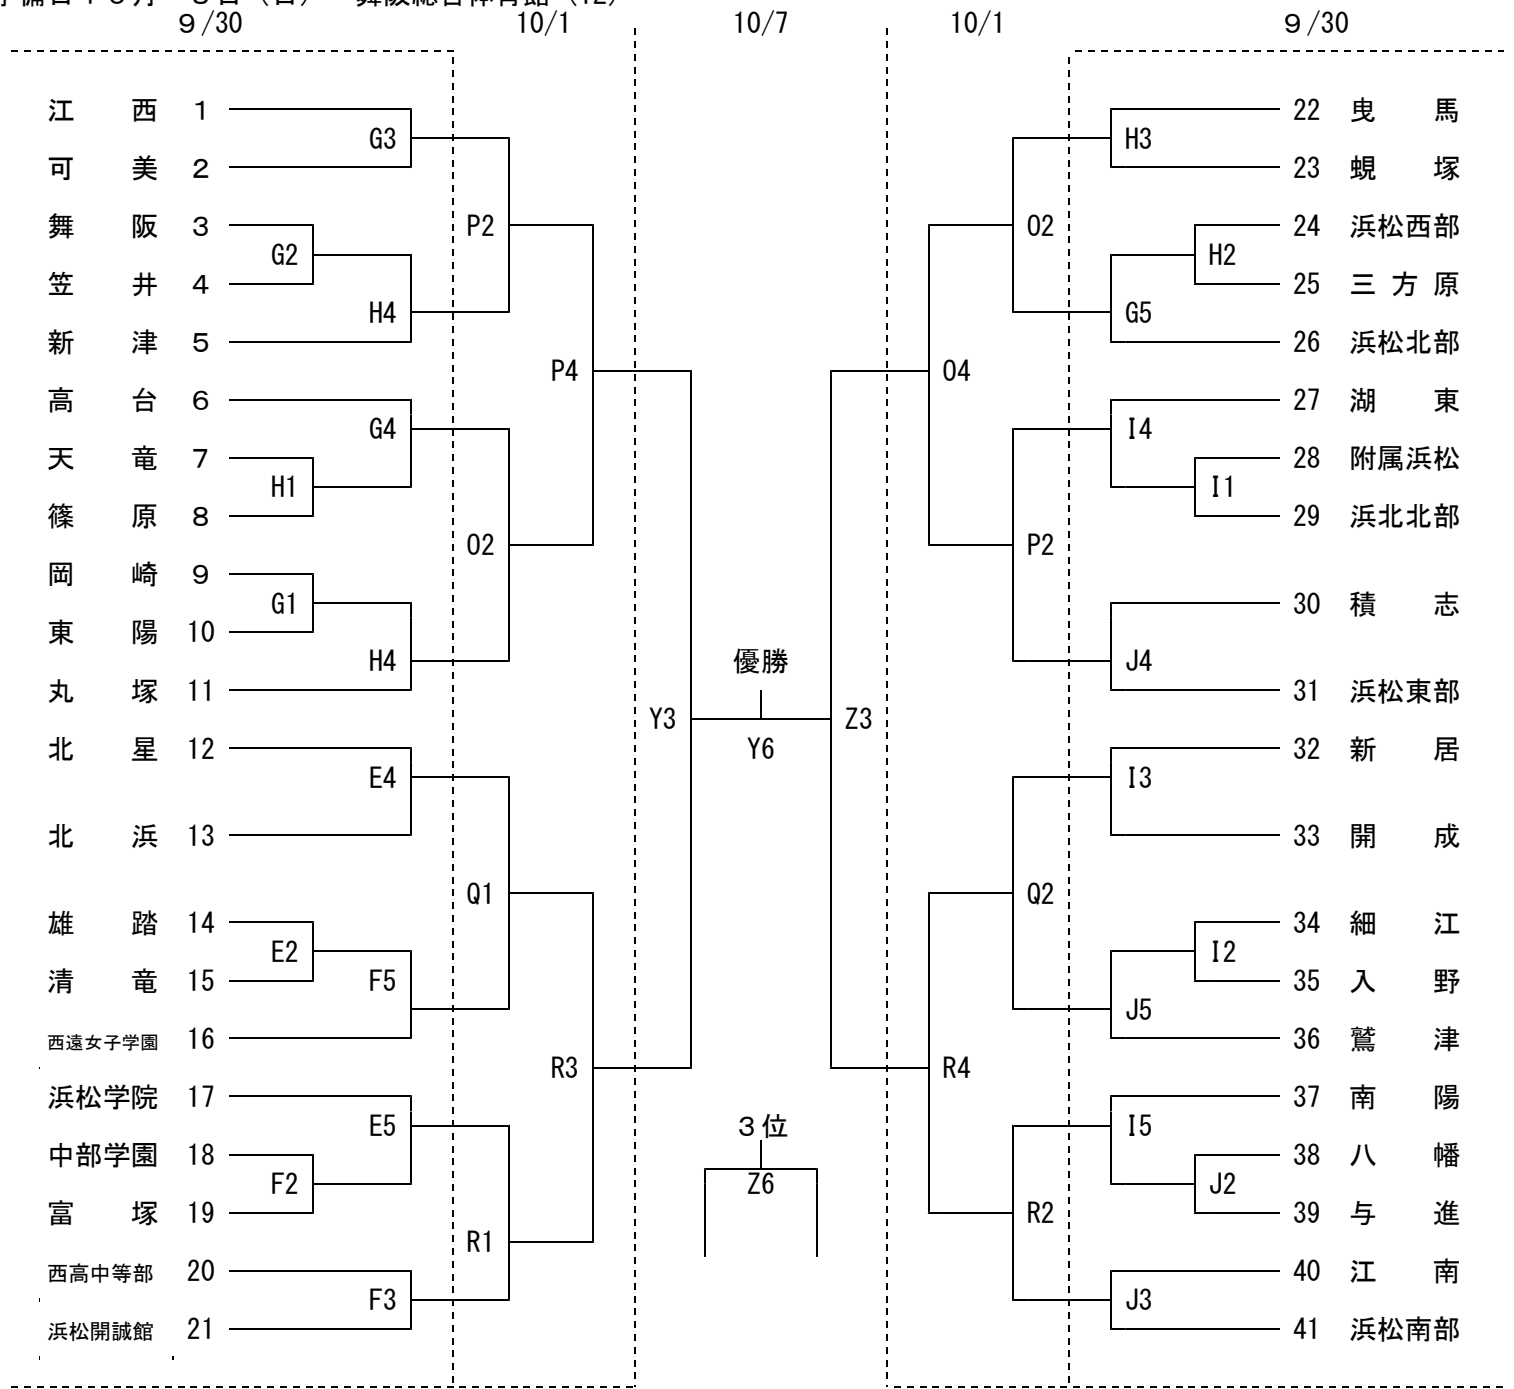 ９/30 10/1 10/7 10/1 ９/30
江西 1
可美 2
舞阪 3
笠井 4
新津 5
高台 6
天竜 7
篠原 8
岡崎 9
東陽 10
丸塚 11
北星 12
北浜 13
雄踏 14
清竜 15
西遠女子学園 16
浜松学院 17
中部学園 18
富塚 19
西高中等部 20
浜松開誠館 21
G3
G2
H4
G4
H1
G1
H4
E4
E2
F5
E5
F2
F3
P2
O2
Q1
R1
P4
R3
Y3
優勝
Y6
３位
Z6
Z3
O4
R4
O2
P2
Q2
R2
H3
H2
G5
I4
I1
J4
I3
I2
J5
I5
J2
J3
22 曳馬
23 蜆塚
24 浜松西部
25 三方原
26 浜松北部
27 湖東
28 附属浜松
29 浜北北部
30 積志
31 浜松東部
32 新居
33 開成
34 細江
35 入野
36 鷲津
37 南陽
38 八幡
39 与進
40 江南
41 浜松南部